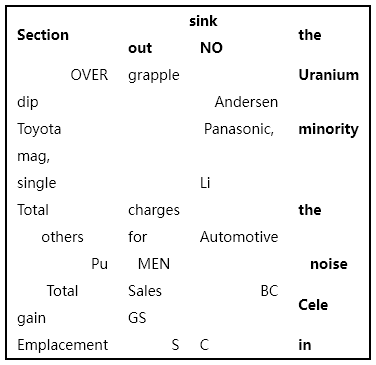 Section sink the
out NO
OVER grapple Uranium
dip Andersen
Toyota Panasonic, minority
mag,
single Li
Total charges the
others for Automotive
Pu MEN noise
Total Sales BC
Cele
gain GS
Emplacement S C in